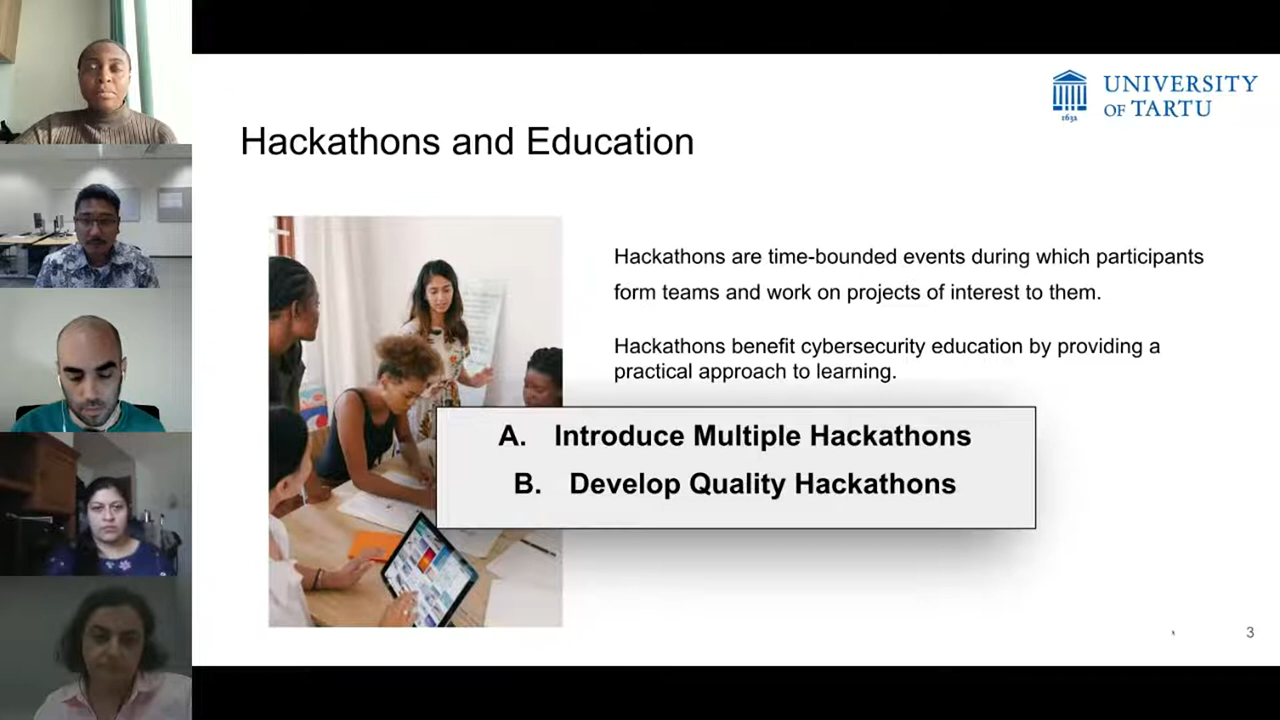 UNIVERSITY
OF TARTU
1632
Hackathons and Education
Hackathons are time-bounded events during which participants
form teams and work on projects of interest to them.
Hackathons benefit cybersecurity education by providing a
practical approach to learning.
A. Introduce Multiple Hackathons
B. Develop Quality Hackathons
3